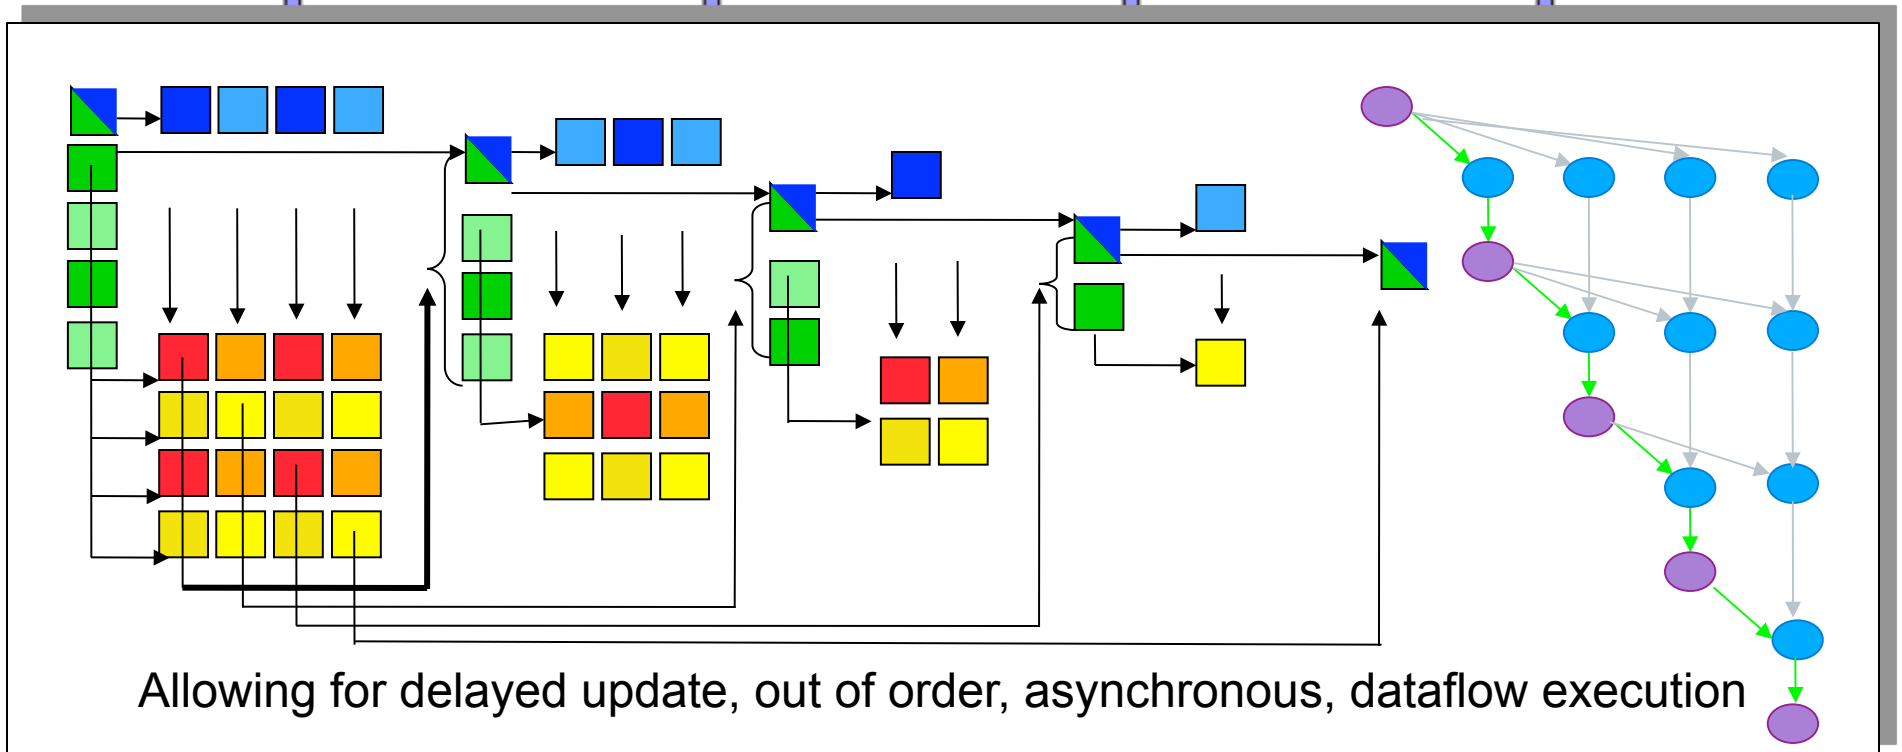 Allowing for delayed update, out of order, asynchronous, dataflow execution